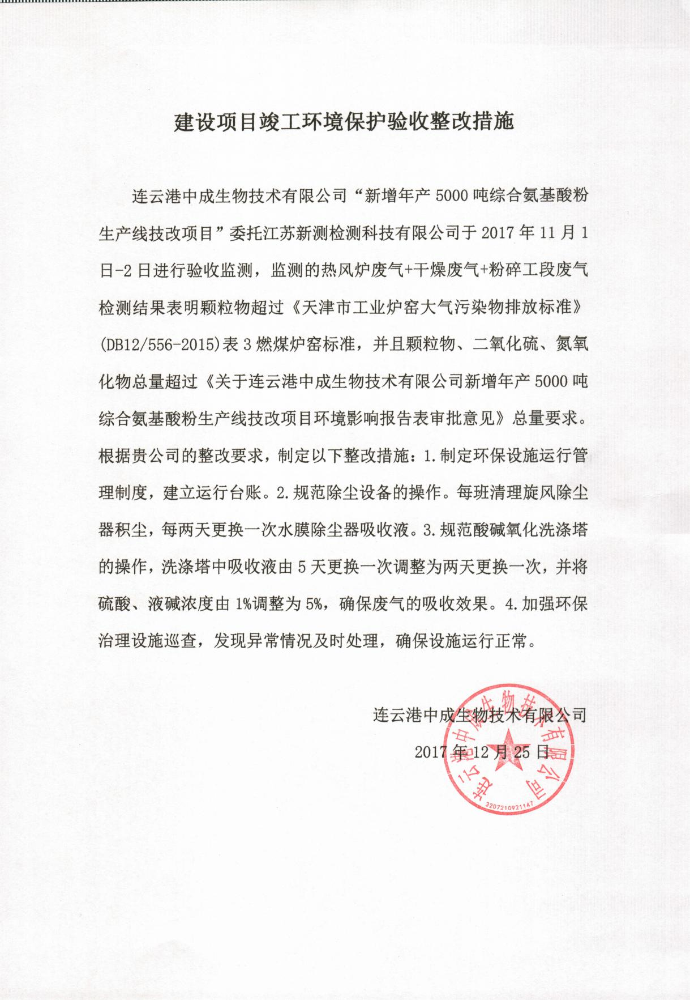 建设项目竣工环境保护验收整改措施
连云港中成生物技术有限公司“新增年产 5000 吨综合氨基酸粉
生产线技改项目”委托江苏新测检测科技有限公司于 2017 年 11 月 1
日-2 日进行验收监测，监测的热风炉废气+干燥废气+粉碎工段废气
检测结果表明颗粒物超过《天津市工业炉窑大气污染物排放标准》
(DB12/556-2015)表 3 燃煤炉窑标准，并且颗粒物、二氧化硫、氮氧
化物总量超过《关于连云港中成生物技术有限公司新增年产 5000 吨
综合氨基酸粉生产线技改项目环境影响报告表审批意见》总量要求。
根据贵公司的整改要求，制定以下整改措施：1.制定环保设施运行管
理制度，建立运行台账。2.规范除尘设备的操作。每班清理旋风除尘
器积尘，每两天更换一次水膜除尘器吸收液。3.规范酸碱氧化洗涤塔
的操作，洗涤塔中吸收液由 5 天更换一次调整为两天更换一次，并将
硫酸、液碱浓度由 1%调整为 5%，确保废气的吸收效果。4.加强环保
治理设施巡查，发现异常情况及时处理，确保设施运行正常。
连云港中成生物技术有限公司
2017 年 12 月 25 日
连云港中成生物技术有限公司
3207210921147